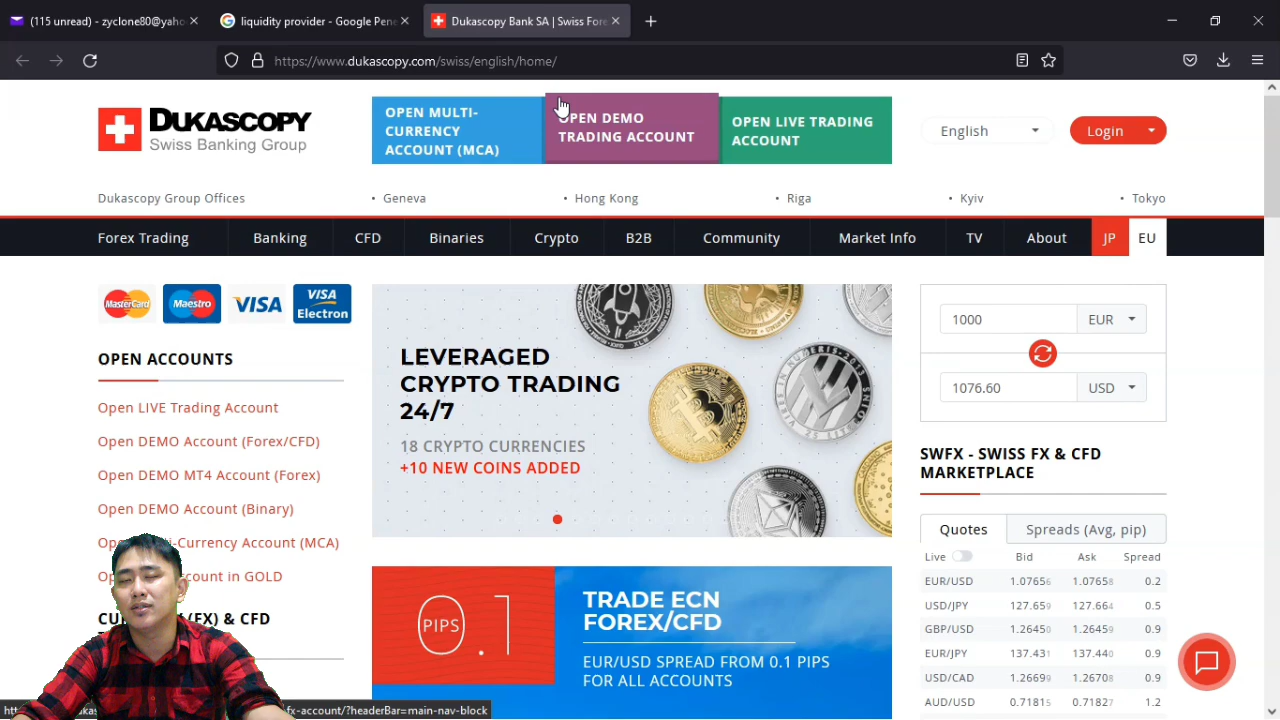 (115 unread) - zyclone80@yaho
liquidity provider - Google Pene
Dukascopy Bank SA | Swiss Fore
https://www.dukascopy.com/swiss/english/home/
DUKASCOPY
Swiss Banking Group
OPEN MULTI-
CURRENCY
ACCOUNT (MCA)
OPEN DEMO
TRADING ACCOUNT
OPEN LIVE TRADING
ACCOUNT
English
Login
Dukascopy Group Offices
• Geneva
• Hong Kong
• Riga
• Kyiv
• Tokyo
Forex Trading
Banking
CFD
Binaries
Crypto
B2B
Community
Market Info
TV
About
JP
EU
MasterCard
Maestro
VISA
VISA
Electron
OPEN ACCOUNTS
Open LIVE Trading Account
Open DEMO Account (Forex/CFD)
Open DEMO MT4 Account (Forex)
Open DEMO Account (Binary)
Multi-Currency Account (MCA)
in GOLD
(FX) & CFD
LEVERAGED
CRYPTO TRADING
24/7
18 CRYPTO CURRENCIES
+10 NEW COINS ADDED
0.1
PIPS
TRADE ECN
FOREX/CFD
EUR/USD SPREAD FROM 0.1 PIPS
FOR ALL ACCOUNTS
1000 EUR
1076.60 USD
SWFX - SWISS FX & CFD
MARKETPLACE
Quotes
Spreads (Avg, pip)
Live Bid Ask Spread
EUR/USD 1.07656 1.07658 0.2
USD/JPY 127.659 127.664 0.5
GBP/USD 1.26450 1.26459 0.9
EUR/JPY 137.431 137.440 0.9
USD/CAD 1.26699 1.26708 0.9
AUD/USD 0.71815 0.71827 1.2
fx-account/?headerBar=main-nav-block